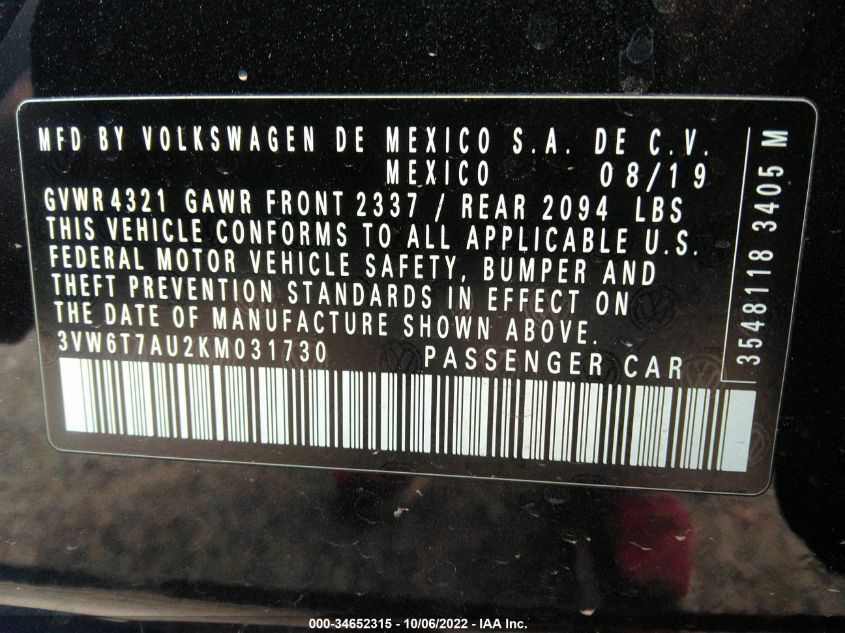 MFD BY VOLKSWAGEN DE MEXICO S.A. DE C.V.
MEXICO 08/19
GVWR 4321 GAWR FRONT 2337 / REAR 2094 LBS
THIS VEHICLE CONFORMS TO ALL APPLICABLE U.S.
FEDERAL MOTOR VEHICLE SAFETY, BUMPER AND
THEFT PREVENTION STANDARDS IN EFFECT ON
THE DATE OF MANUFACTURE SHOWN ABOVE.
3VW6T7AU2KM031730 PASSENGER CAR
3548118 3405 M
000-34652315 - 10/06/2022 - IAA Inc.